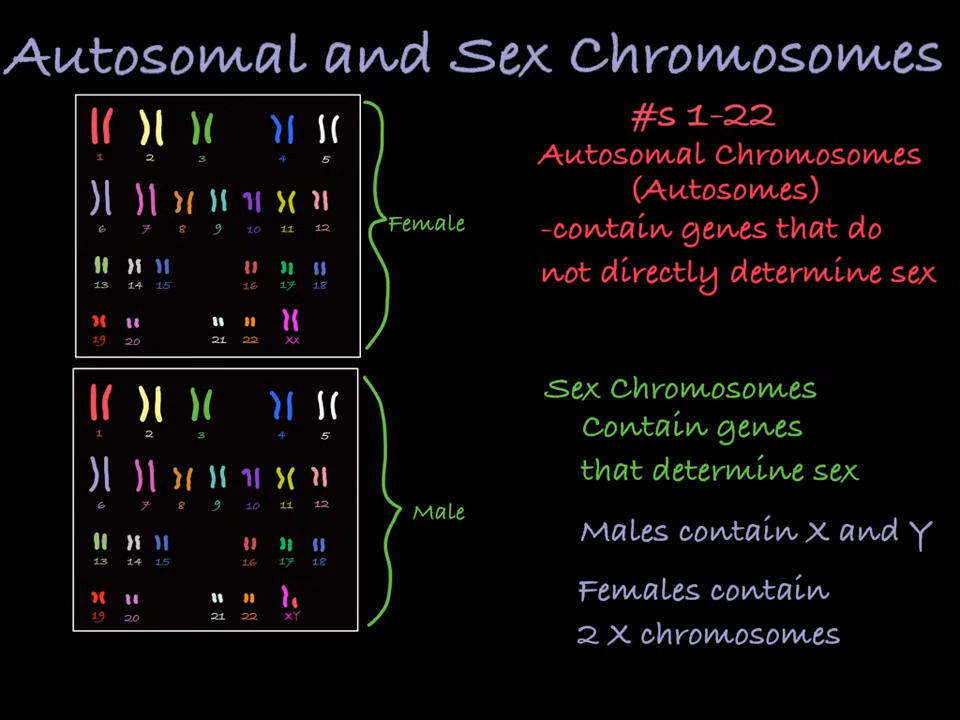 Autosomal and Sex Chromosomes
1 2 3 4 5
6 7 8 9 10 11 12
13 14 15 16 17 18
19 20 21 22 Xx
Female
#s 1-22
Autosomal Chromosomes
(Autosomes)
-contain genes that do
not directly determine sex
1 2 3 4 5
6 7 8 9 10 11 12
13 14 15 16 17 18
19 20 21 22 XY
Male
Sex Chromosomes
Contain genes
that determine sex
Males contain X and Y
Females contain
2 X chromosomes